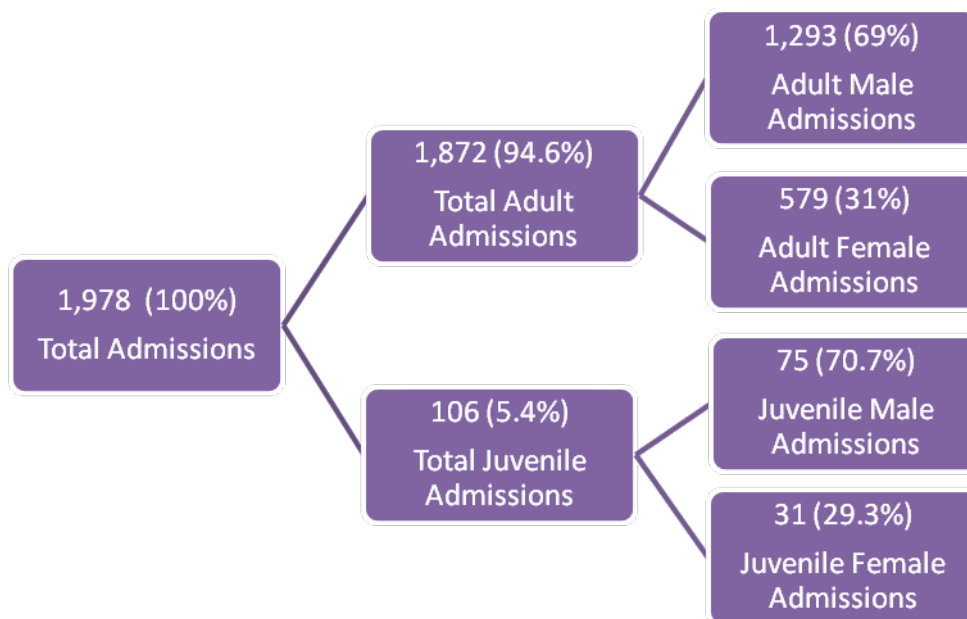 1,978 (100%)
Total Admissions
1,872 (94.6%)
Total Adult
Admissions
1,293 (69%)
Adult Male
Admissions
579 (31%)
Adult Female
Admissions
106 (5.4%)
Total Juvenile
Admissions
75 (70.7%)
Juvenile Male
Admissions
31 (29.3%)
Juvenile Female
Admissions